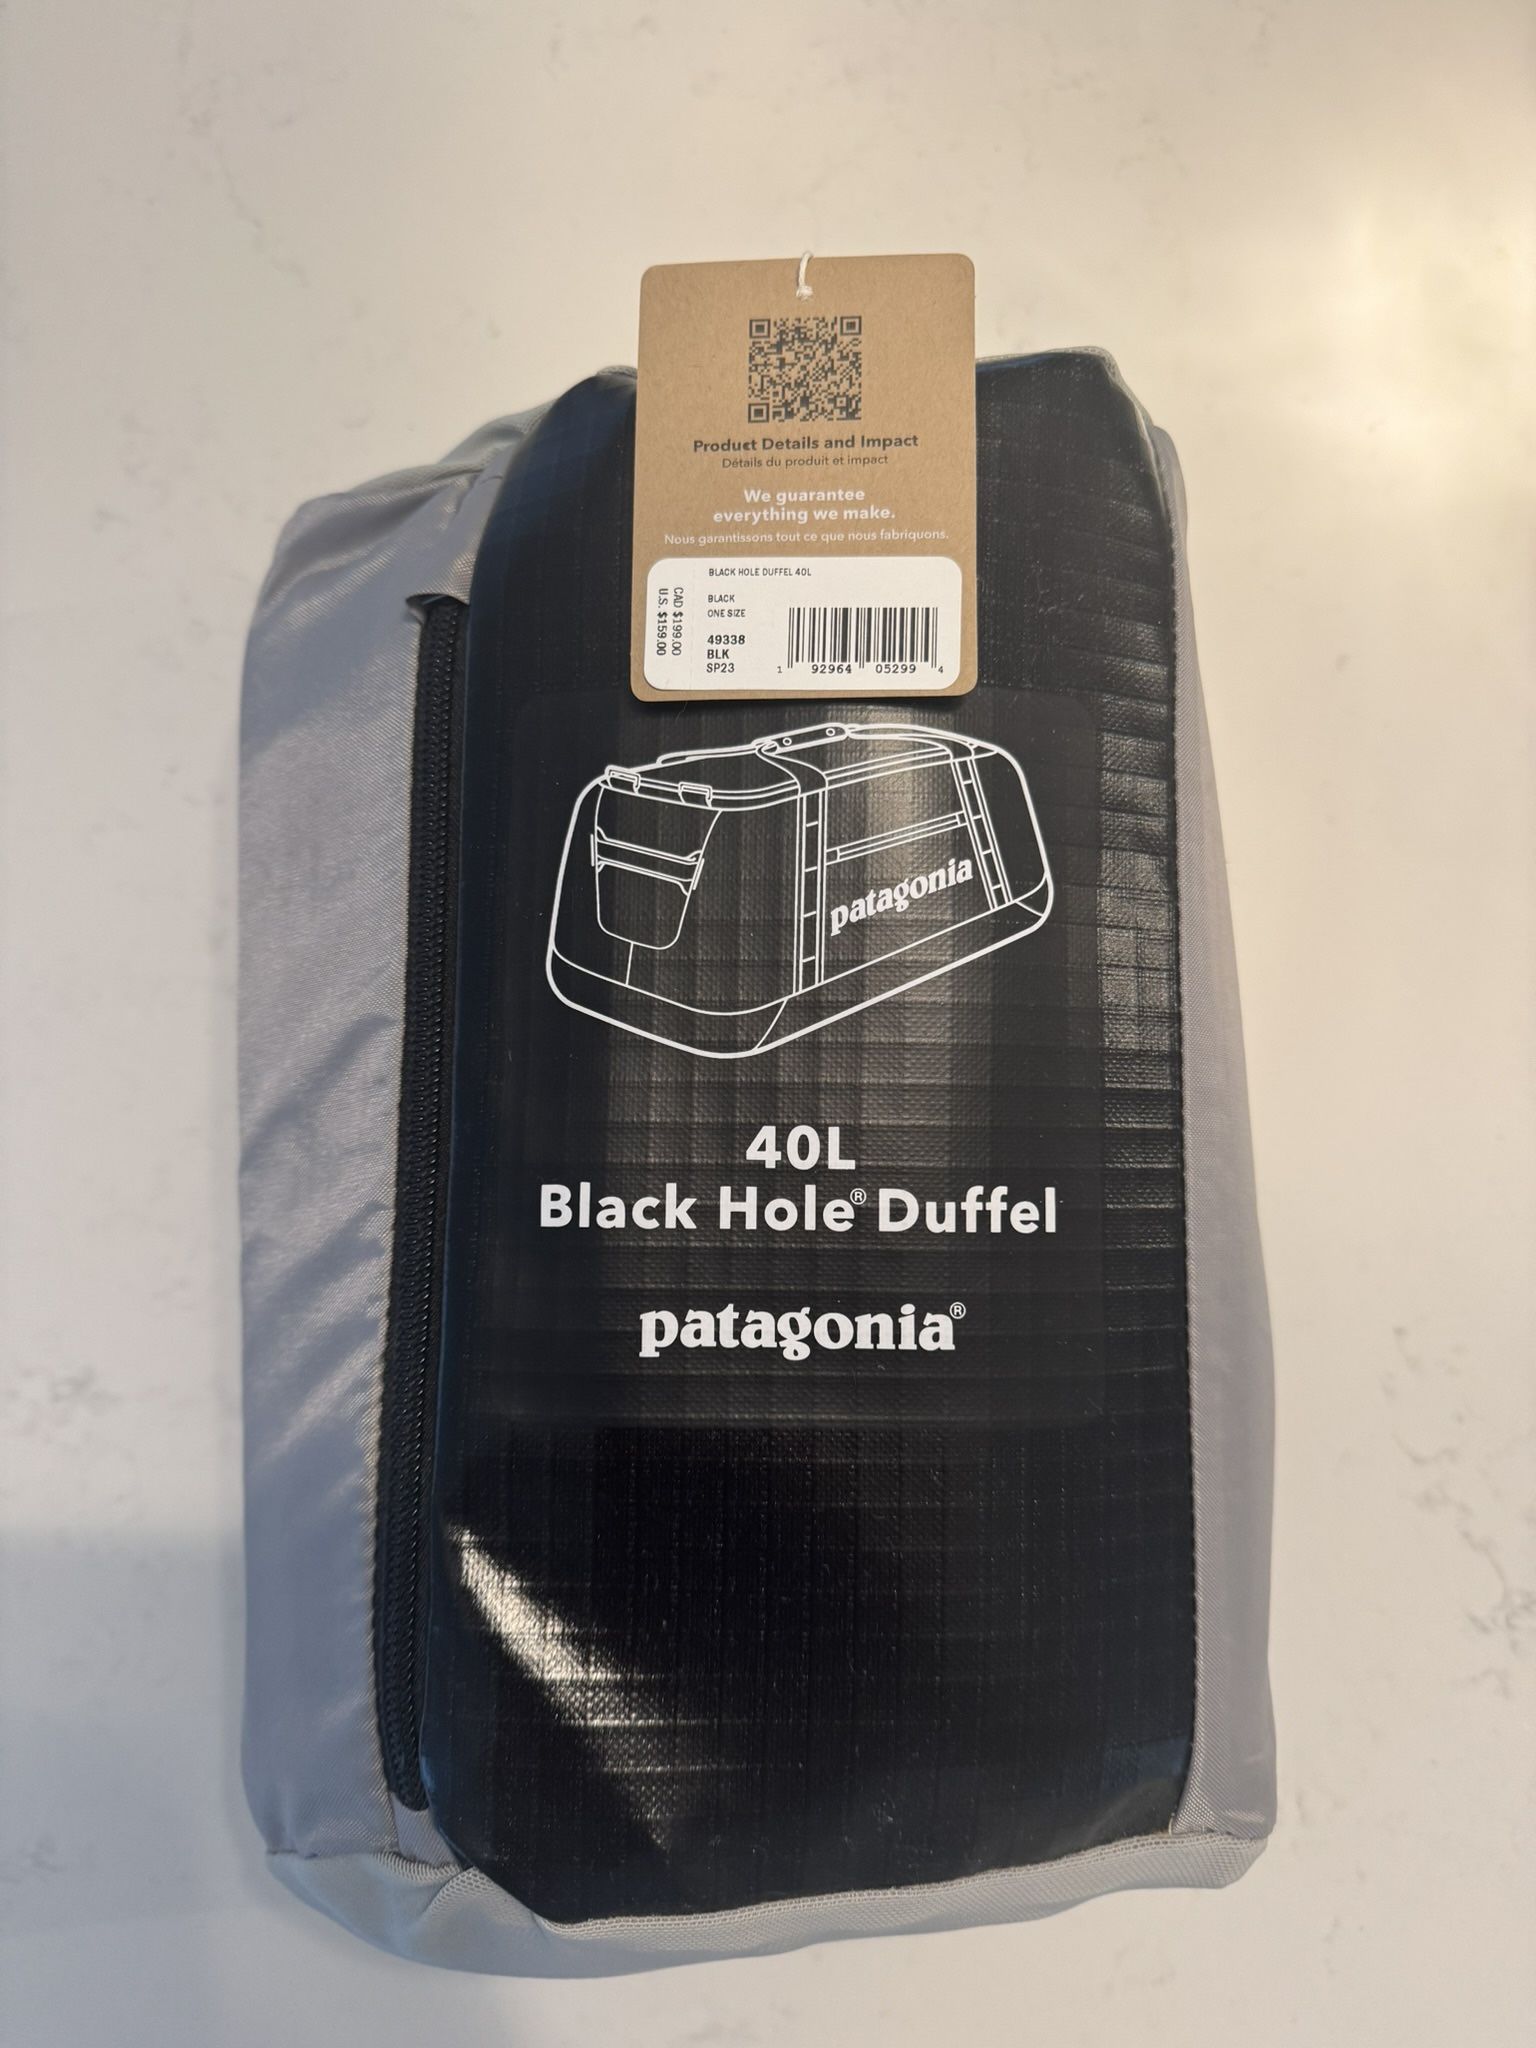 Product Details and Impact
Détails du produit et impact
We guarantee
everything we make.
Nous garantissons tout ce que nous fabriquons.
BLACK HOLE DUFFEL 40L
BLACK
ONE SIZE
49338
BLK
SP23
CAD $199.00
U.S. $159.00
1 92964 05299 4
patagonia
40L
Black Hole® Duffel
patagonia®